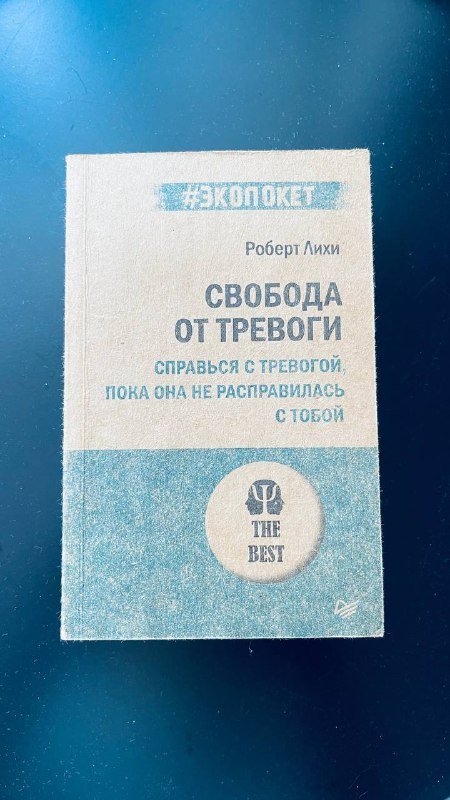 #ЭКОПОКЕТ
Роберт Лихи
СВОБОДА
ОТ ТРЕВОГИ
СПРАВЬСЯ С ТРЕВОГОЙ,
ПОКА ОНА НЕ РАСПРАВИЛАСЬ
С ТОБОЙ
Ψ
THE
BEST